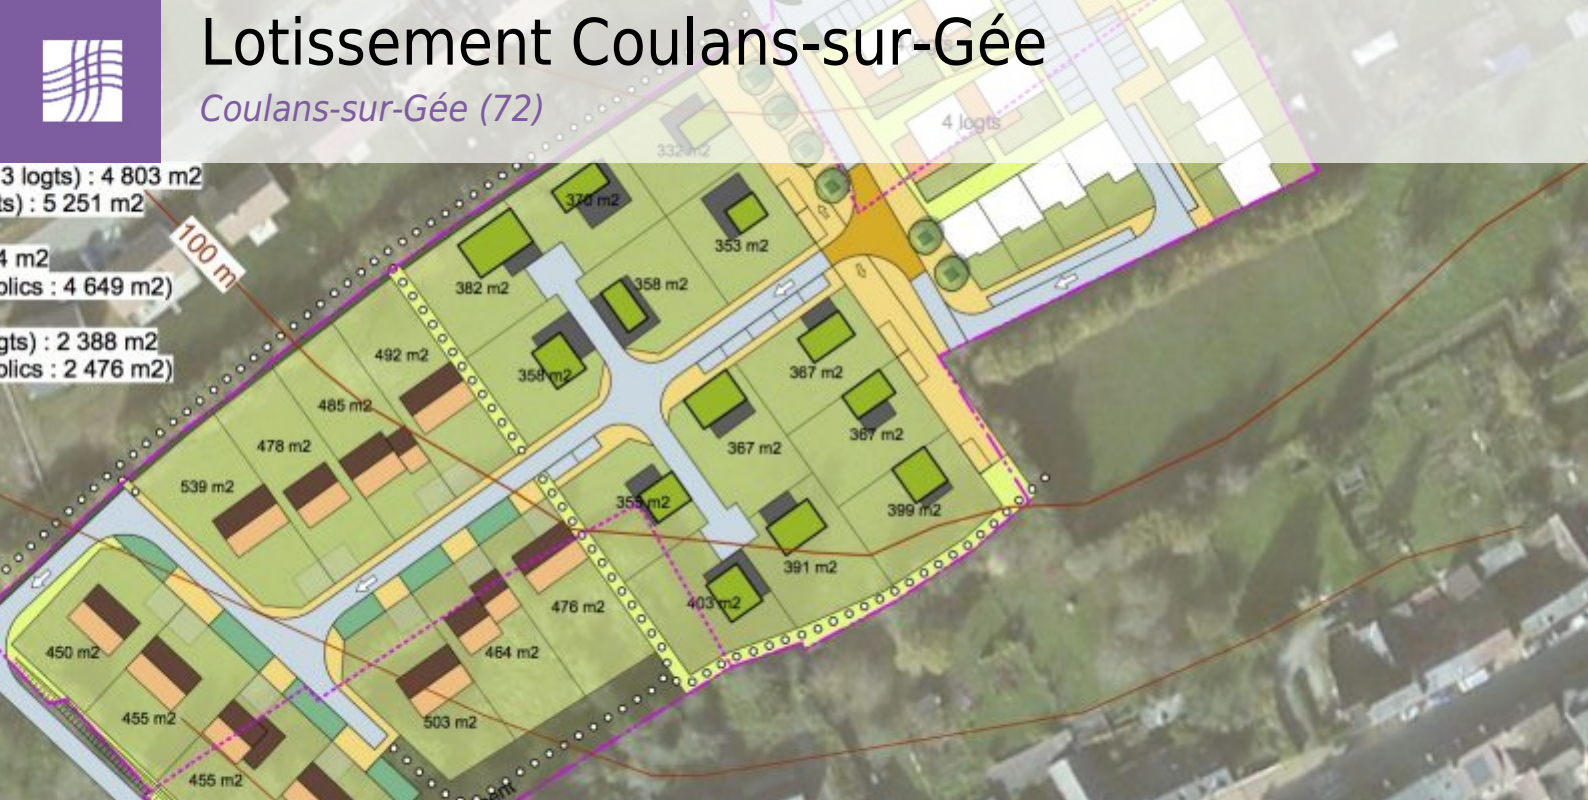 Lotissement Coulans-sur-Gée
Coulans-sur-Gée (72)
4 logts
332 m2
3 logts) : 4 803 m2
ts) : 5 251 m2
370 m2
100 m
353 m2
4 m2
olics : 4 649 m2)
382 m2
358 m2
gts) : 2 388 m2
olics : 2 476 m2)
492 m2
358 m2
367 m2
485 m2
478 m2
367 m2
367 m2
539 m2
399 m2
391 m2
403 m2
476 m2
450 m2
464 m2
455 m2
503 m2
455 m2